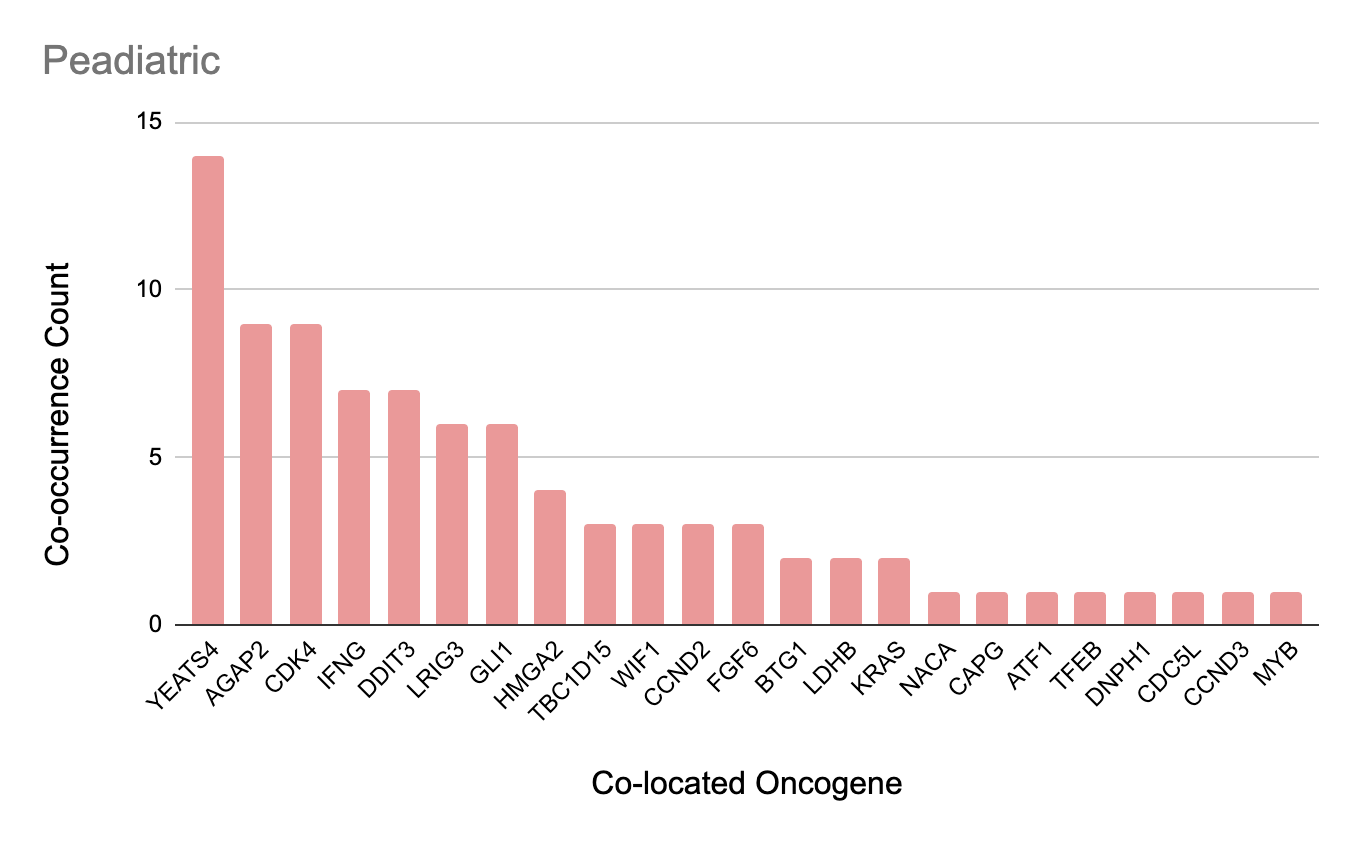 Peadiatric
15
10
5
0
Co-occurrence Count
YEATS4
AGAP2
CDK4
IFNG
DDIT3
LRIG3
GLI1
HMGA2
TBC1D15
WIF1
CCND2
FGF6
BTG1
LDHB
KRAS
NACA
CAPG
ATF1
TFEB
DNPH1
CDC5L
CCND3
MYB
Co-located Oncogene